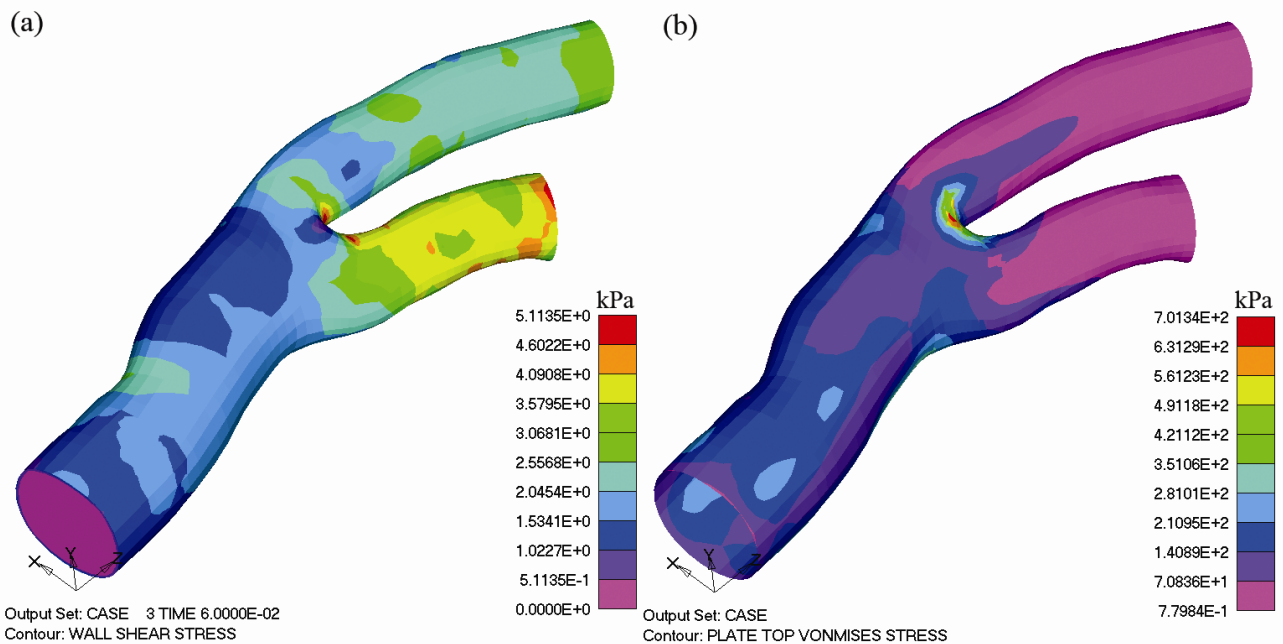 (a)
(b)
kPa
5.1135E+0
4.6022E+0
4.0908E+0
3.5795E+0
3.0681E+0
2.5568E+0
2.0454E+0
1.5341E+0
1.0227E+0
5.1135E-1
0.0000E+0
X
Y
Z
Output Set: CASE 3 TIME 6.0000E-02
Contour: WALL SHEAR STRESS
kPa
7.0134E+2
6.3129E+2
5.6123E+2
4.9118E+2
4.2112E+2
3.5106E+2
2.8101E+2
2.1095E+2
1.4089E+2
7.0836E+1
7.7984E-1
X
Y
Z
Output Set: CASE
Contour: PLATE TOP VONMISES STRESS